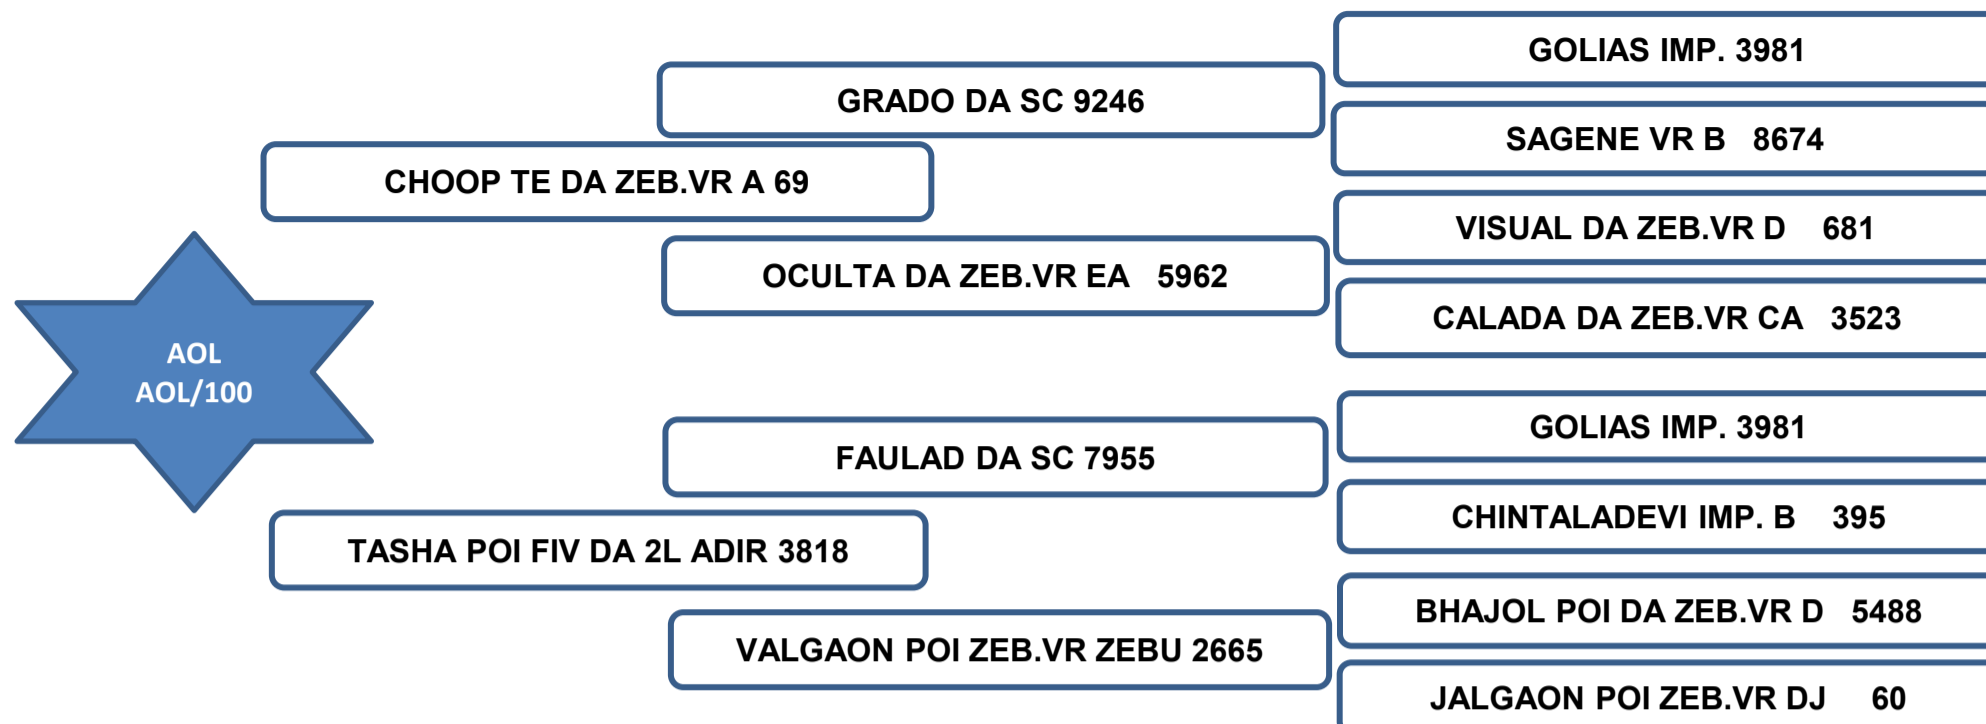 GOLIAS IMP. 3981
GRADO DA SC 9246
SAGENE VR B 8674
CHOOP TE DA ZEB.VR A 69
VISUAL DA ZEB.VR D 681
OCULTA DA ZEB.VR EA 5962
CALADA DA ZEB.VR CA 3523
AOL
AOL/100
GOLIAS IMP. 3981
FAULAD DA SC 7955
CHINTALADEVI IMP. B 395
TASHA POI FIV DA 2L ADIR 3818
BHAJOL POI DA ZEB.VR D 5488
VALGAON POI ZEB.VR ZEBU 2665
JALGAON POI ZEB.VR DJ 60